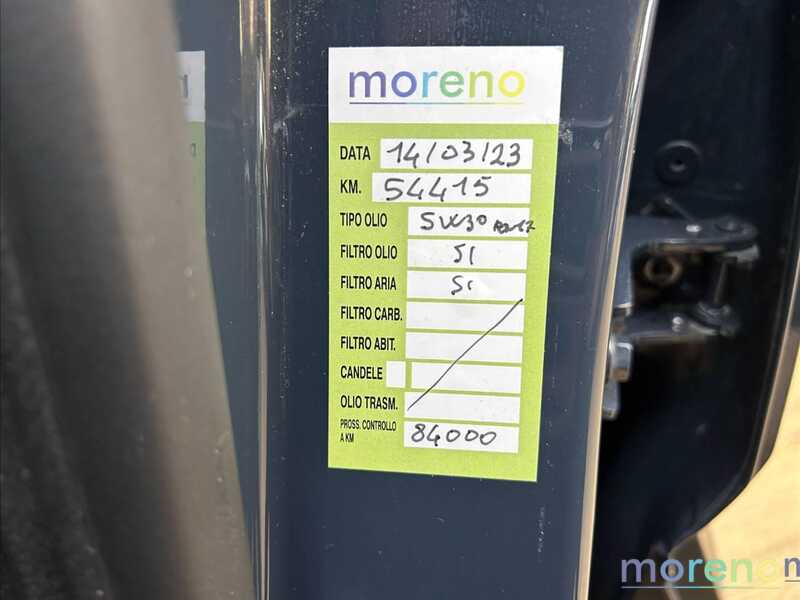 moreno
DATA 14/03/23
KM. 54415
TIPO OLIO 5W30
FILTRO OLIO SI
FILTRO ARIA SI
FILTRO CARB.
FILTRO ABIT.
CANDELE
OLIO TRASM.
PROSS. CONTROLLO
A KM 84000
moreno